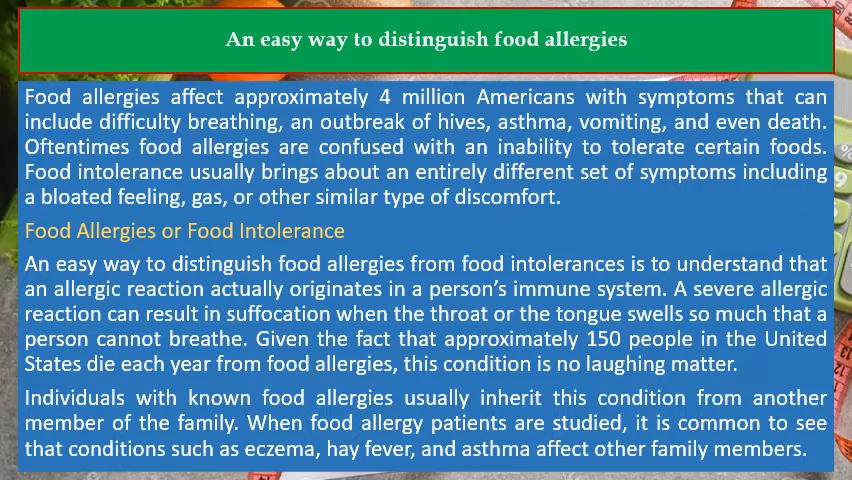 An easy way to distinguish food allergies
Food allergies affect approximately 4 million Americans with symptoms that can
include difficulty breathing, an outbreak of hives, asthma, vomiting, and even death.
Oftentimes food allergies are confused with an inability to tolerate certain foods.
Food intolerance usually brings about an entirely different set of symptoms including
a bloated feeling, gas, or other similar type of discomfort.
Food Allergies or Food Intolerance
An easy way to distinguish food allergies from food intolerances is to understand that
an allergic reaction actually originates in a person's immune system. A severe allergic
reaction can result in suffocation when the throat or the tongue swells so much that a
person cannot breathe. Given the fact that approximately 150 people in the United
States die each year from food allergies, this condition is no laughing matter.
Individuals with known food allergies usually inherit this condition from another
member of the family. When food allergy patients are studied, it is common to see
that conditions such as eczema, hay fever, and asthma affect other family members.